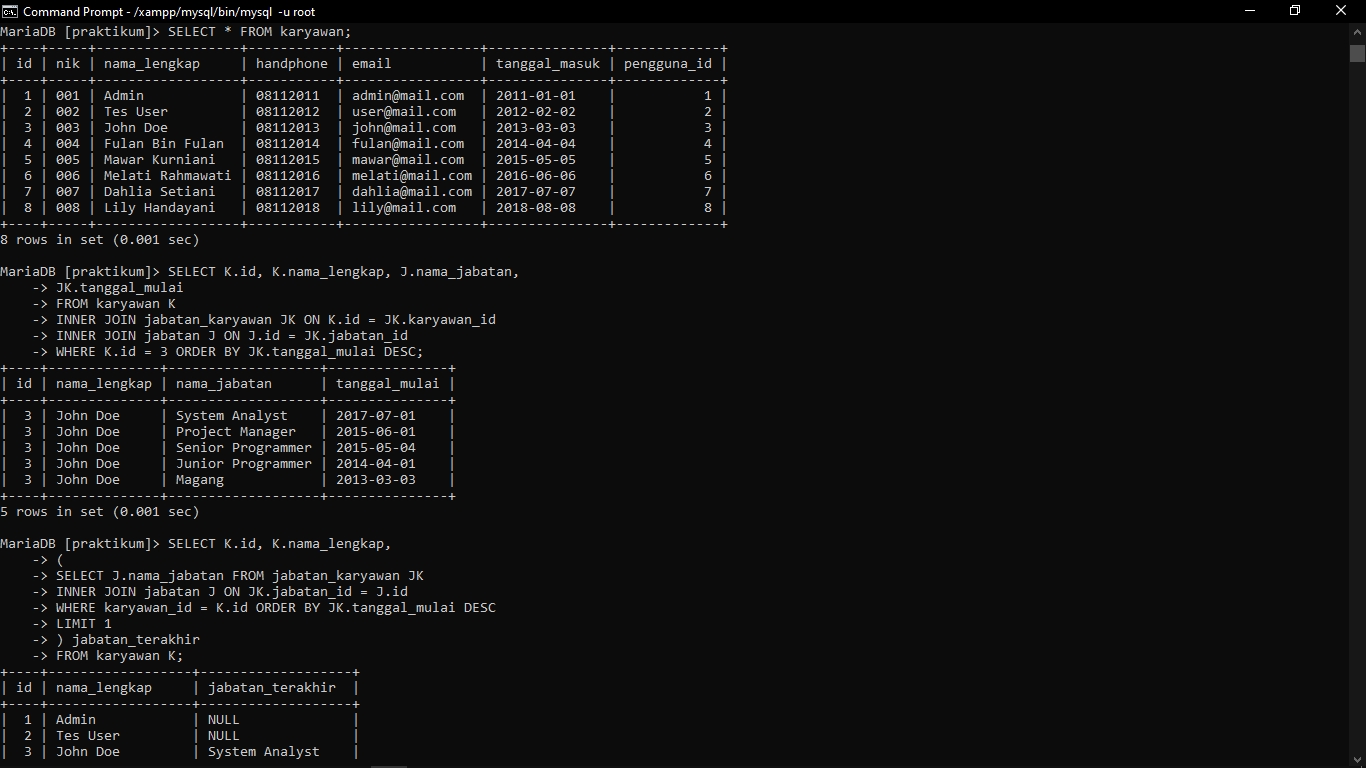 Command Prompt - /xampp/mysql/bin/mysql  -u root
MariaDB [praktikum]> SELECT * FROM karyawan;
+----+-----+------------------+----------+-----------------+---------------+-------------+
| id | nik | nama_lengkap     | handphone | email           | tanggal_masuk | pengguna_id |
+----+-----+------------------+----------+-----------------+---------------+-------------+
|  1 | 001 | Admin            | 08112011 | admin@mail.com  | 2011-01-01    |           1 |
|  2 | 002 | Tes User         | 08112012 | user@mail.com   | 2012-02-02    |           2 |
|  3 | 003 | John Doe         | 08112013 | john@mail.com   | 2013-03-03    |           3 |
|  4 | 004 | Fulan Bin Fulan  | 08112014 | fulan@mail.com  | 2014-04-04    |           4 |
|  5 | 005 | Mawar Kurniani   | 08112015 | mawar@mail.com  | 2015-05-05    |           5 |
|  6 | 006 | Melati Rahmawati | 08112016 | melati@mail.com | 2016-06-06    |           6 |
|  7 | 007 | Dahlia Setiani   | 08112017 | dahlia@mail.com | 2017-07-07    |           7 |
|  8 | 008 | Lily Handayani   | 08112018 | lily@mail.com   | 2018-08-08    |           8 |
+----+-----+------------------+----------+-----------------+---------------+-------------+
8 rows in set (0.001 sec)
MariaDB [praktikum]> SELECT K.id, K.nama_lengkap, J.nama_jabatan,
    -> JK.tanggal_mulai
    -> FROM karyawan K
    -> INNER JOIN jabatan_karyawan JK ON K.id = JK.karyawan_id
    -> INNER JOIN jabatan J ON J.id = JK.jabatan_id
    -> WHERE K.id = 3 ORDER BY JK.tanggal_mulai DESC;
+----+--------------+-------------------+---------------+
| id | nama_lengkap | nama_jabatan      | tanggal_mulai |
+----+--------------+-------------------+---------------+
|  3 | John Doe     | System Analyst    | 2017-07-01    |
|  3 | John Doe     | Project Manager   | 2015-06-01    |
|  3 | John Doe     | Senior Programmer | 2015-05-04    |
|  3 | John Doe     | Junior Programmer | 2014-04-01    |
|  3 | John Doe     | Magang            | 2013-03-03    |
+----+--------------+-------------------+---------------+
5 rows in set (0.001 sec)
MariaDB [praktikum]> SELECT K.id, K.nama_lengkap,
    -> (
    -> SELECT J.nama_jabatan FROM jabatan_karyawan JK
    -> INNER JOIN jabatan J ON JK.jabatan_id = J.id
    -> WHERE karyawan_id = K.id ORDER BY JK.tanggal_mulai DESC
    -> LIMIT 1
    -> ) jabatan_terakhir
    -> FROM karyawan K;
+----+------------------+-------------------+
| id | nama_lengkap     | jabatan_terakhir  |
+----+------------------+-------------------+
|  1 | Admin            | NULL              |
|  2 | Tes User         | NULL              |
|  3 | John Doe         | System Analyst    |